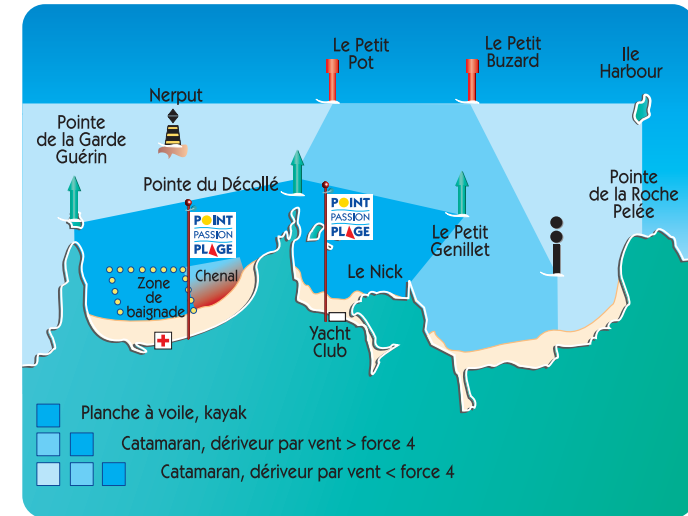 Le Petit
Pot
Le Petit
Buzard
Ile
Harbour
Nerput
Pointe
de la Garde
Guérin
Pointe du Décollé
Pointe
de la Roche
Pelée
POINT
PASSION
PLAGE
POINT
PASSION
PLAGE
Le Petit
Genillet
Zone
de
baignade
Chenal
Le Nick
Yacht
Club
Planche à voile, kayak
Catamaran, dériveur par vent > force 4
Catamaran, dériveur par vent < force 4